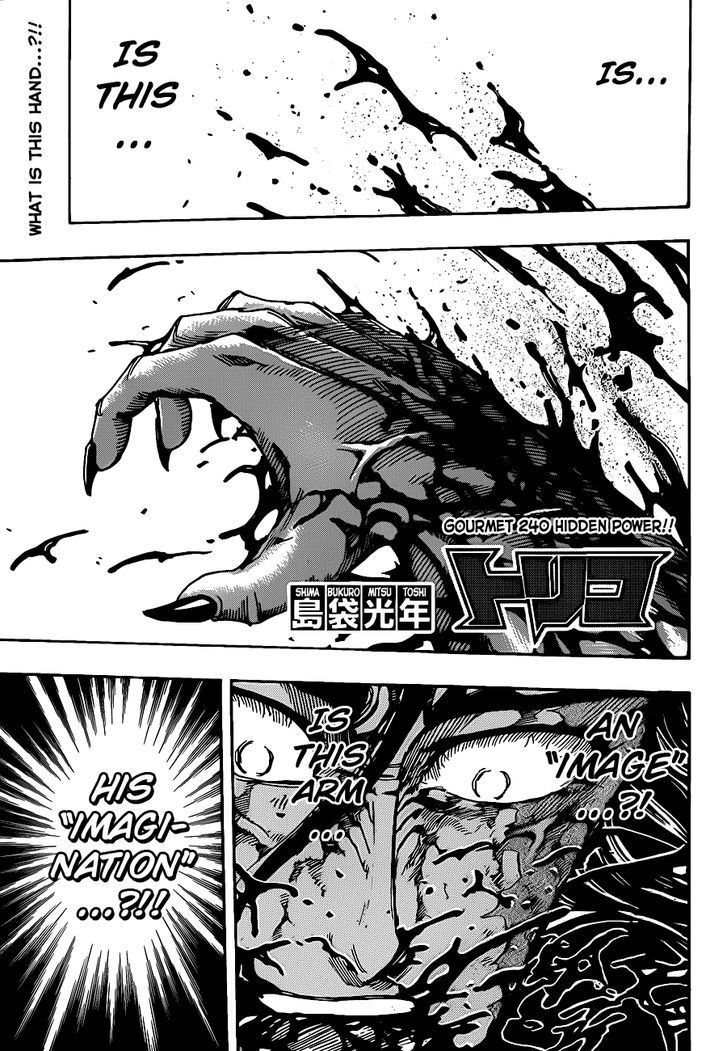 WHAT IS THIS HAND...?!!
IS...
IS
THIS
...
GOURMET 240 HIDDEN POWER!!
トリコ
SHIMA BUKURO MITSU TOSHI
島袋光年
AN
"IMAGE"
...?!
IS
THIS
ARM
...
HIS
"IMAGI-
NATION"
...?!!